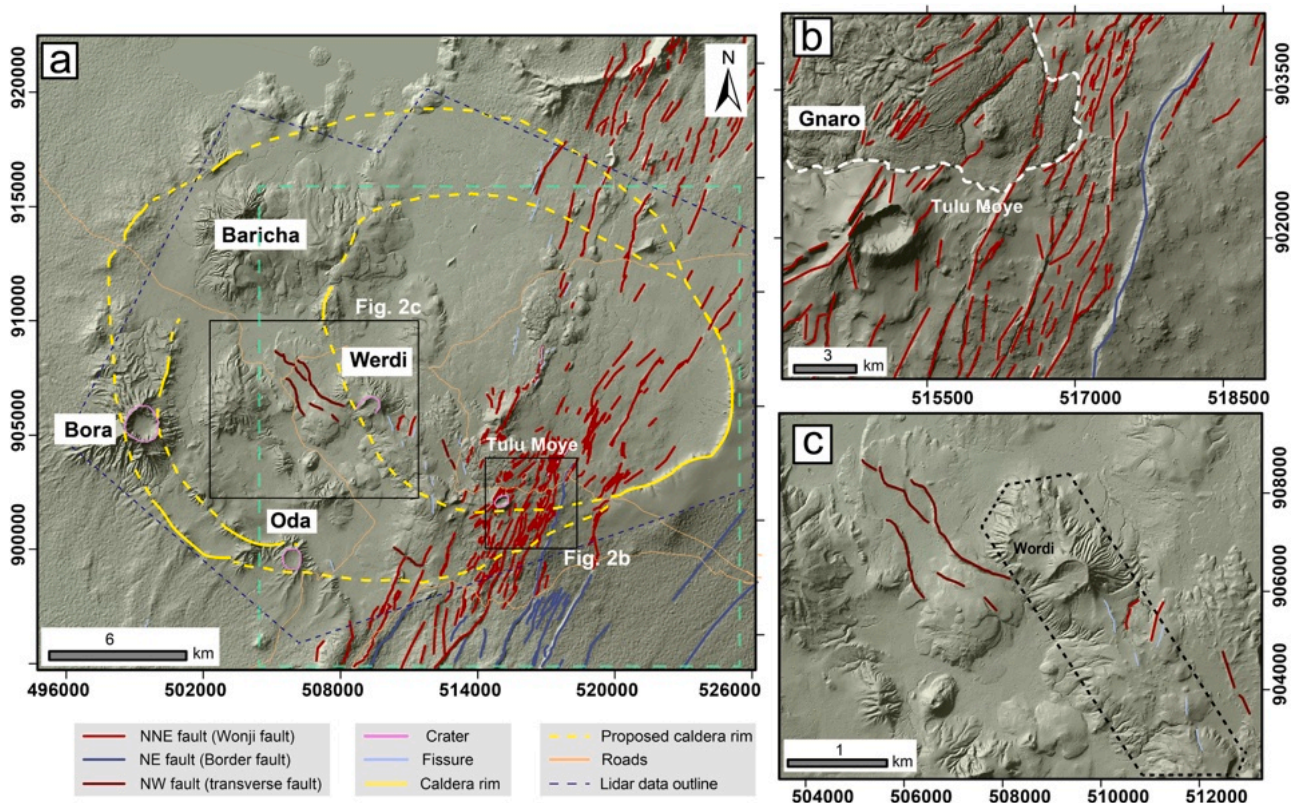 a
N
Baricha
Fig. 2c
Werdi
Bora
Tulu Moye
Oda
Fig. 2b
6
km
920000
915000
910000
905000
900000
496000 502000 508000 514000 520000 526000
b
Gnaro
Tulu Moye
3
km
903500
902000
515500 517000 518500
c
Wordi
1
km
908000
906000
904000
504000 506000 508000 510000 512000
NNE fault (Wonji fault)
NE fault (Border fault)
NW fault (transverse fault)
Crater
Fissure
Caldera rim
Proposed caldera rim
Roads
Lidar data outline